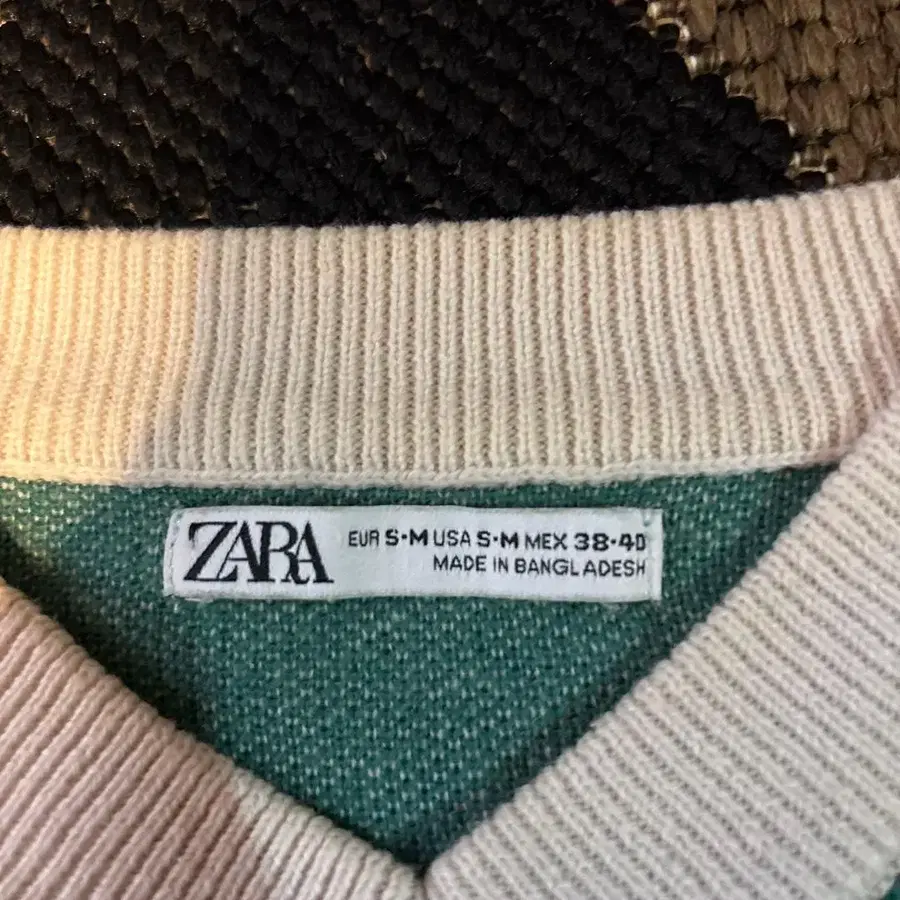 ZARA
EUR S·M USA S·M MEX 38·40
MADE IN BANGLADESH